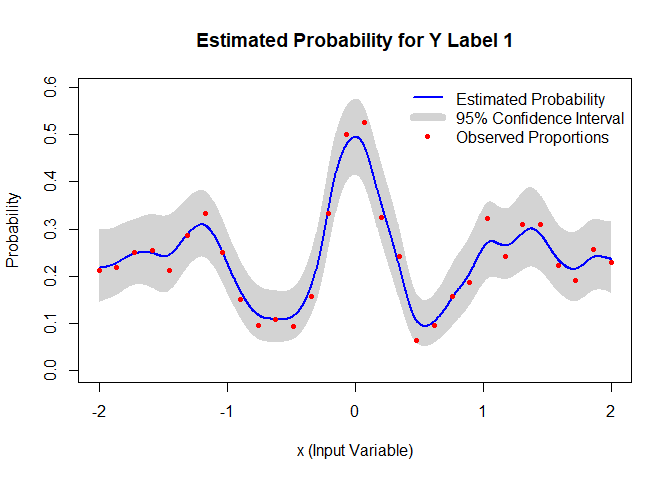 Estimated Probability for Y Label 1
Estimated Probability
95% Confidence Interval
Observed Proportions
Probability
0.6
0.5
0.4
0.3
0.2
0.1
0.0
-2 -1 0 1 2
x (Input Variable)